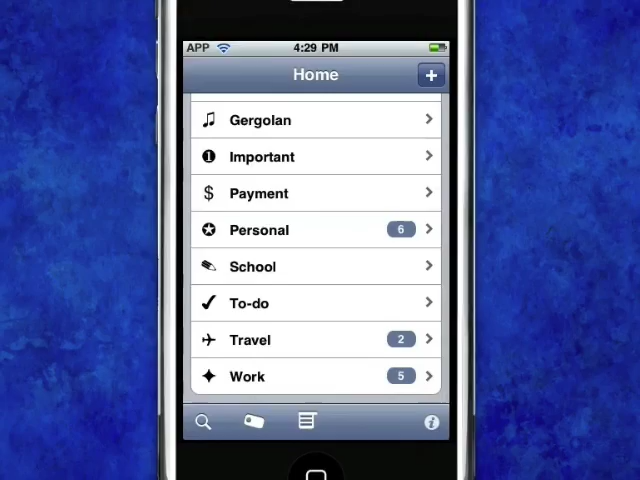 APP 4:29 PM
Home +
Gergolan
Important
$ Payment
Personal 6
School
To-do
Travel 2
Work 5